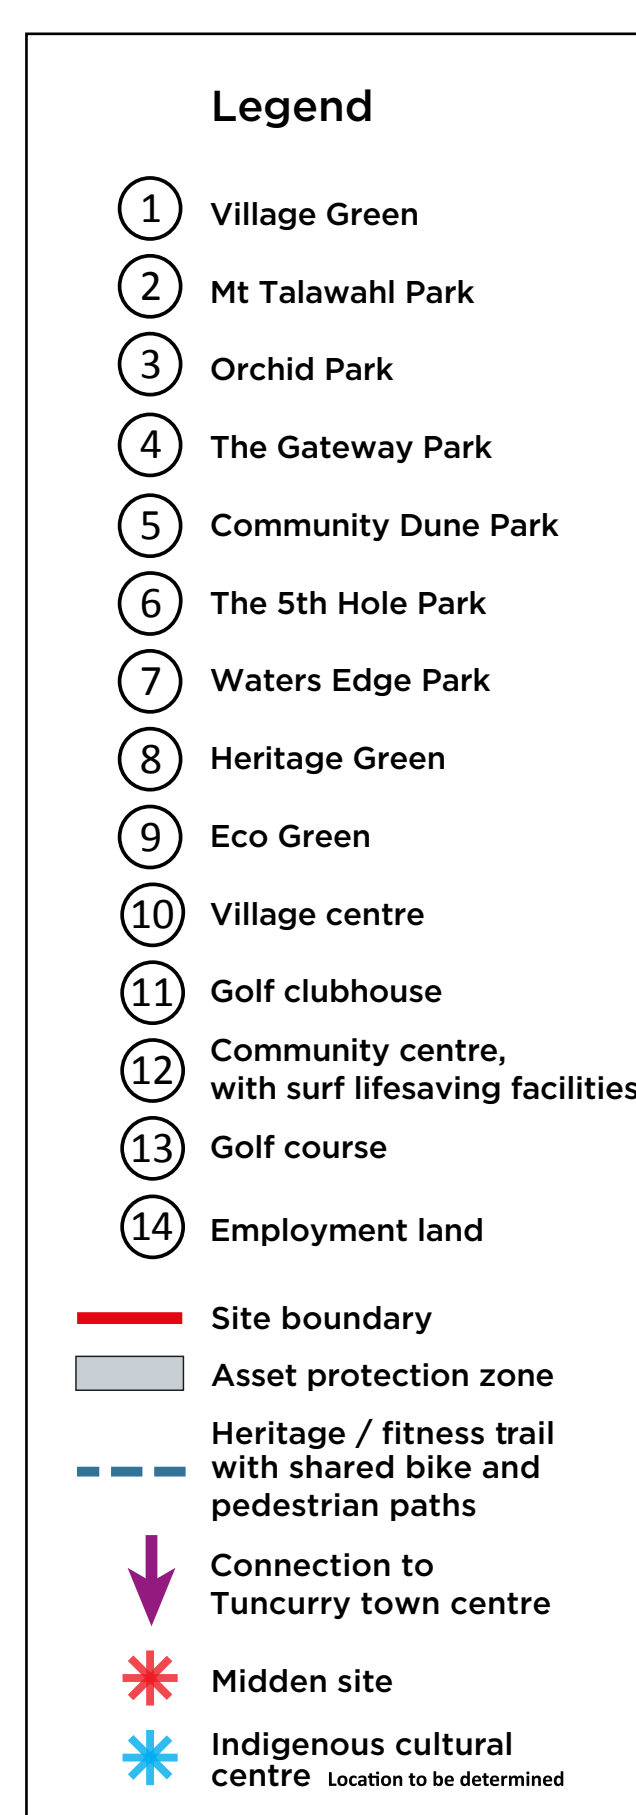 Legend
1 Village Green
2 Mt Talawahl Park
3 Orchid Park
4 The Gateway Park
5 Community Dune Park
6 The 5th Hole Park
7 Waters Edge Park
8 Heritage Green
9 Eco Green
10 Village centre
11 Golf clubhouse
12 Community centre,
with surf lifesaving facilities
13 Golf course
14 Employment land
Site boundary
Asset protection zone
Heritage / fitness trail
with shared bike and
pedestrian paths
Connection to
Tuncurry town centre
Midden site
Indigenous cultural
centre Location to be determined